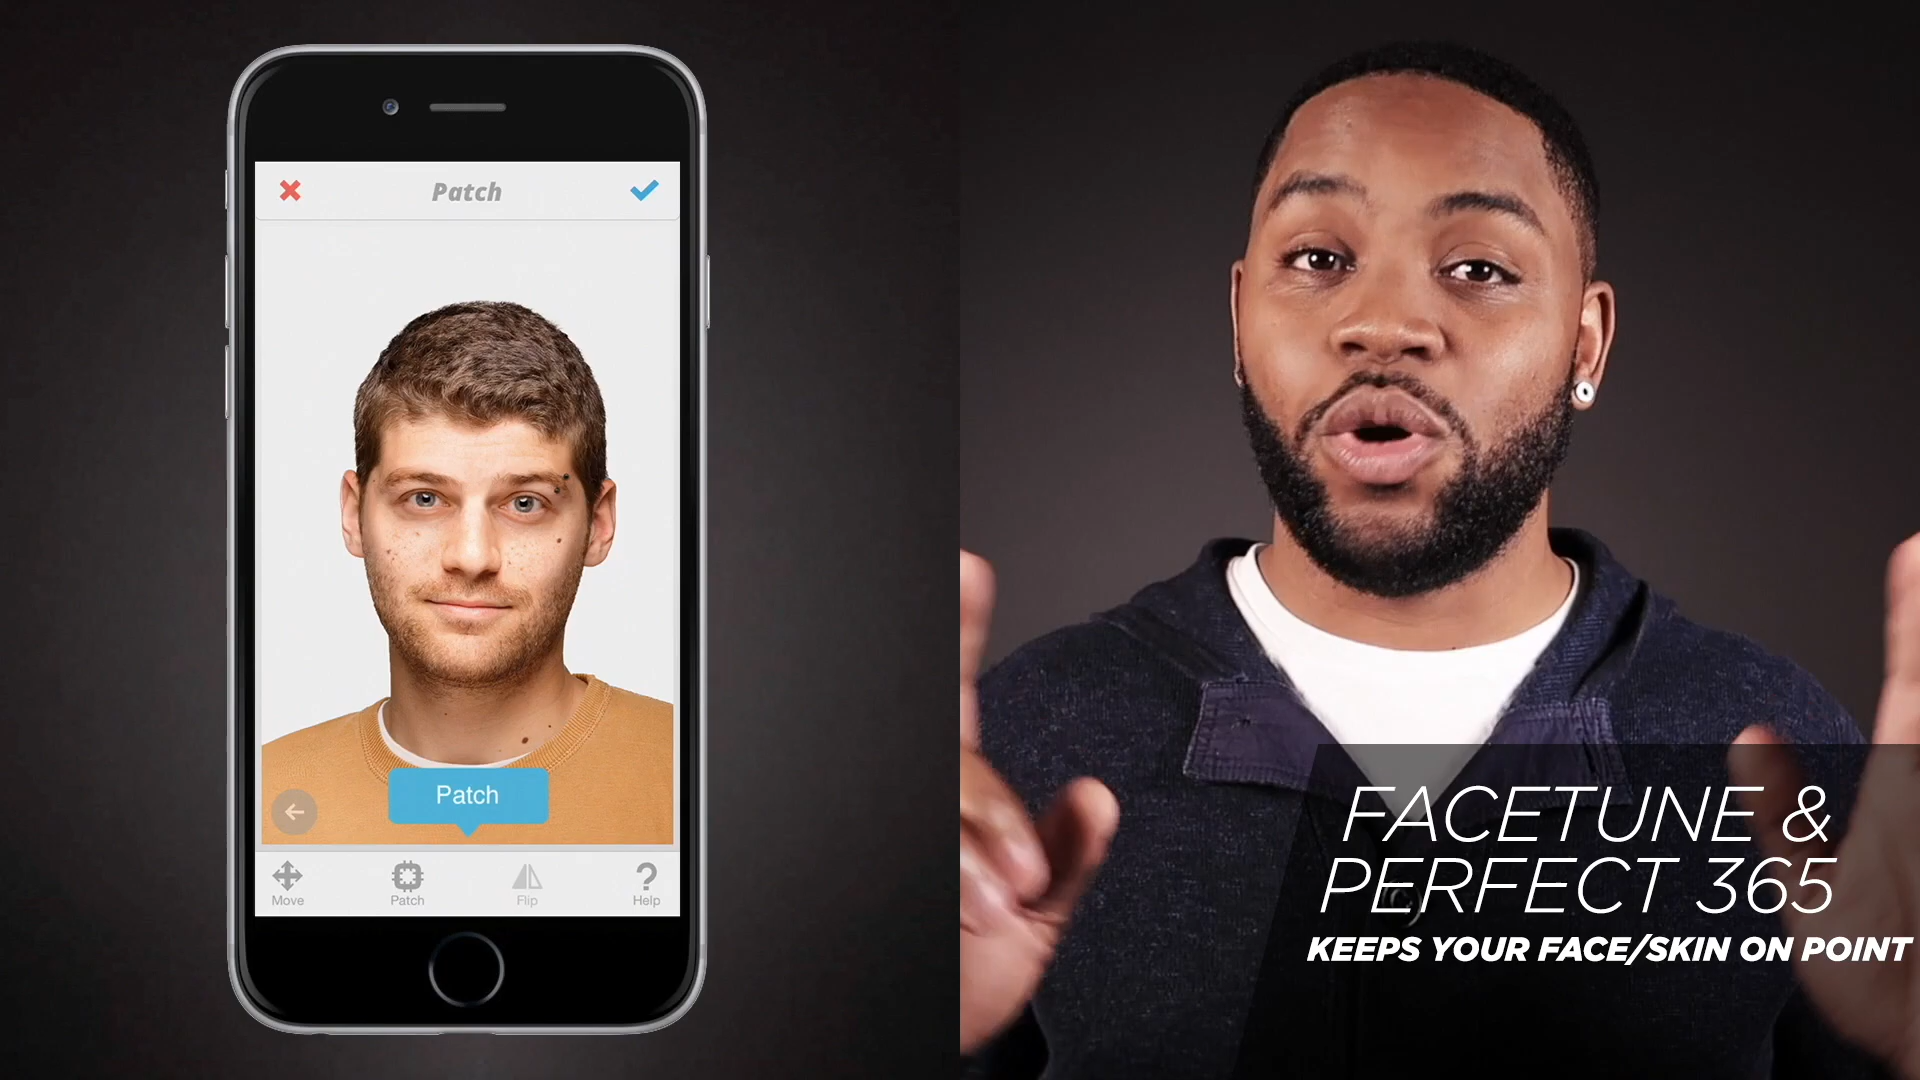 Patch
Patch
Move Patch Flip Help
FACETUNE &
PERFECT 365
KEEPS YOUR FACE/SKIN ON POINT